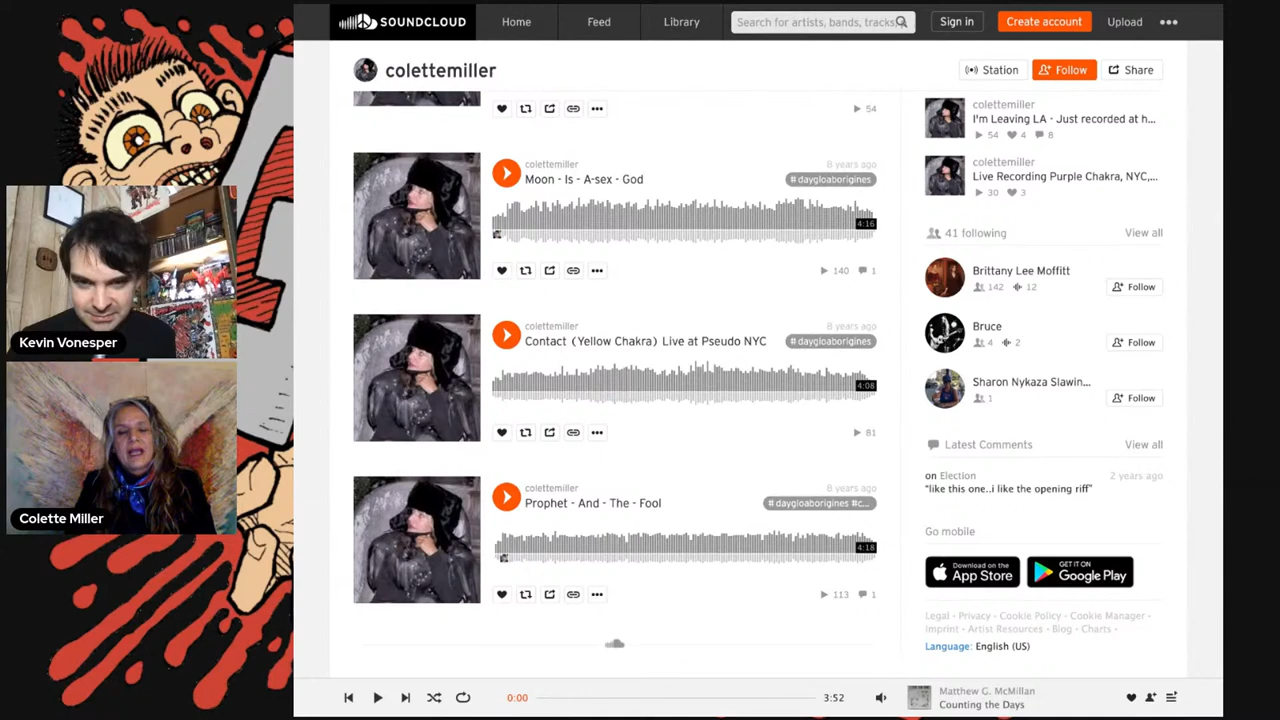 SOUNDCLOUD
Home
Feed
Library
Search for artists, bands, tracks,
Sign in
Create account
Upload
colettemiller
Station
Follow
Share
54
colettemiller
8 years ago
Moon - Is - A-sex - God
# daygloaborigines
4:16
140
1
colettemiller
8 years ago
Contact (Yellow Chakra) Live at Pseudo NYC
# daygloaborigines
4:08
81
colettemiller
8 years ago
Prophet - And - The - Fool
# daygloaborigines #c...
4:18
113
1
colettemiller
I'm Leaving LA - Just recorded at h...
54
4
8
colettemiller
Live Recording Purple Chakra, NYC,...
30
3
41 following
View all
Brittany Lee Moffitt
142
12
Follow
Bruce
4
2
Follow
Sharon Nykaza Slawin...
1
Follow
Latest Comments
View all
on Election
2 years ago
“like this one..i like the opening riff”
Go mobile
Download on the
App Store
GET IT ON
Google Play
Legal - Privacy - Cookie Policy - Cookie Manager -
Imprint - Artist Resources - Blog - Charts -
Language: English (US)
0:00
3:52
Matthew G. McMillan
Counting the Days
Kevin Vonesper
Colette Miller